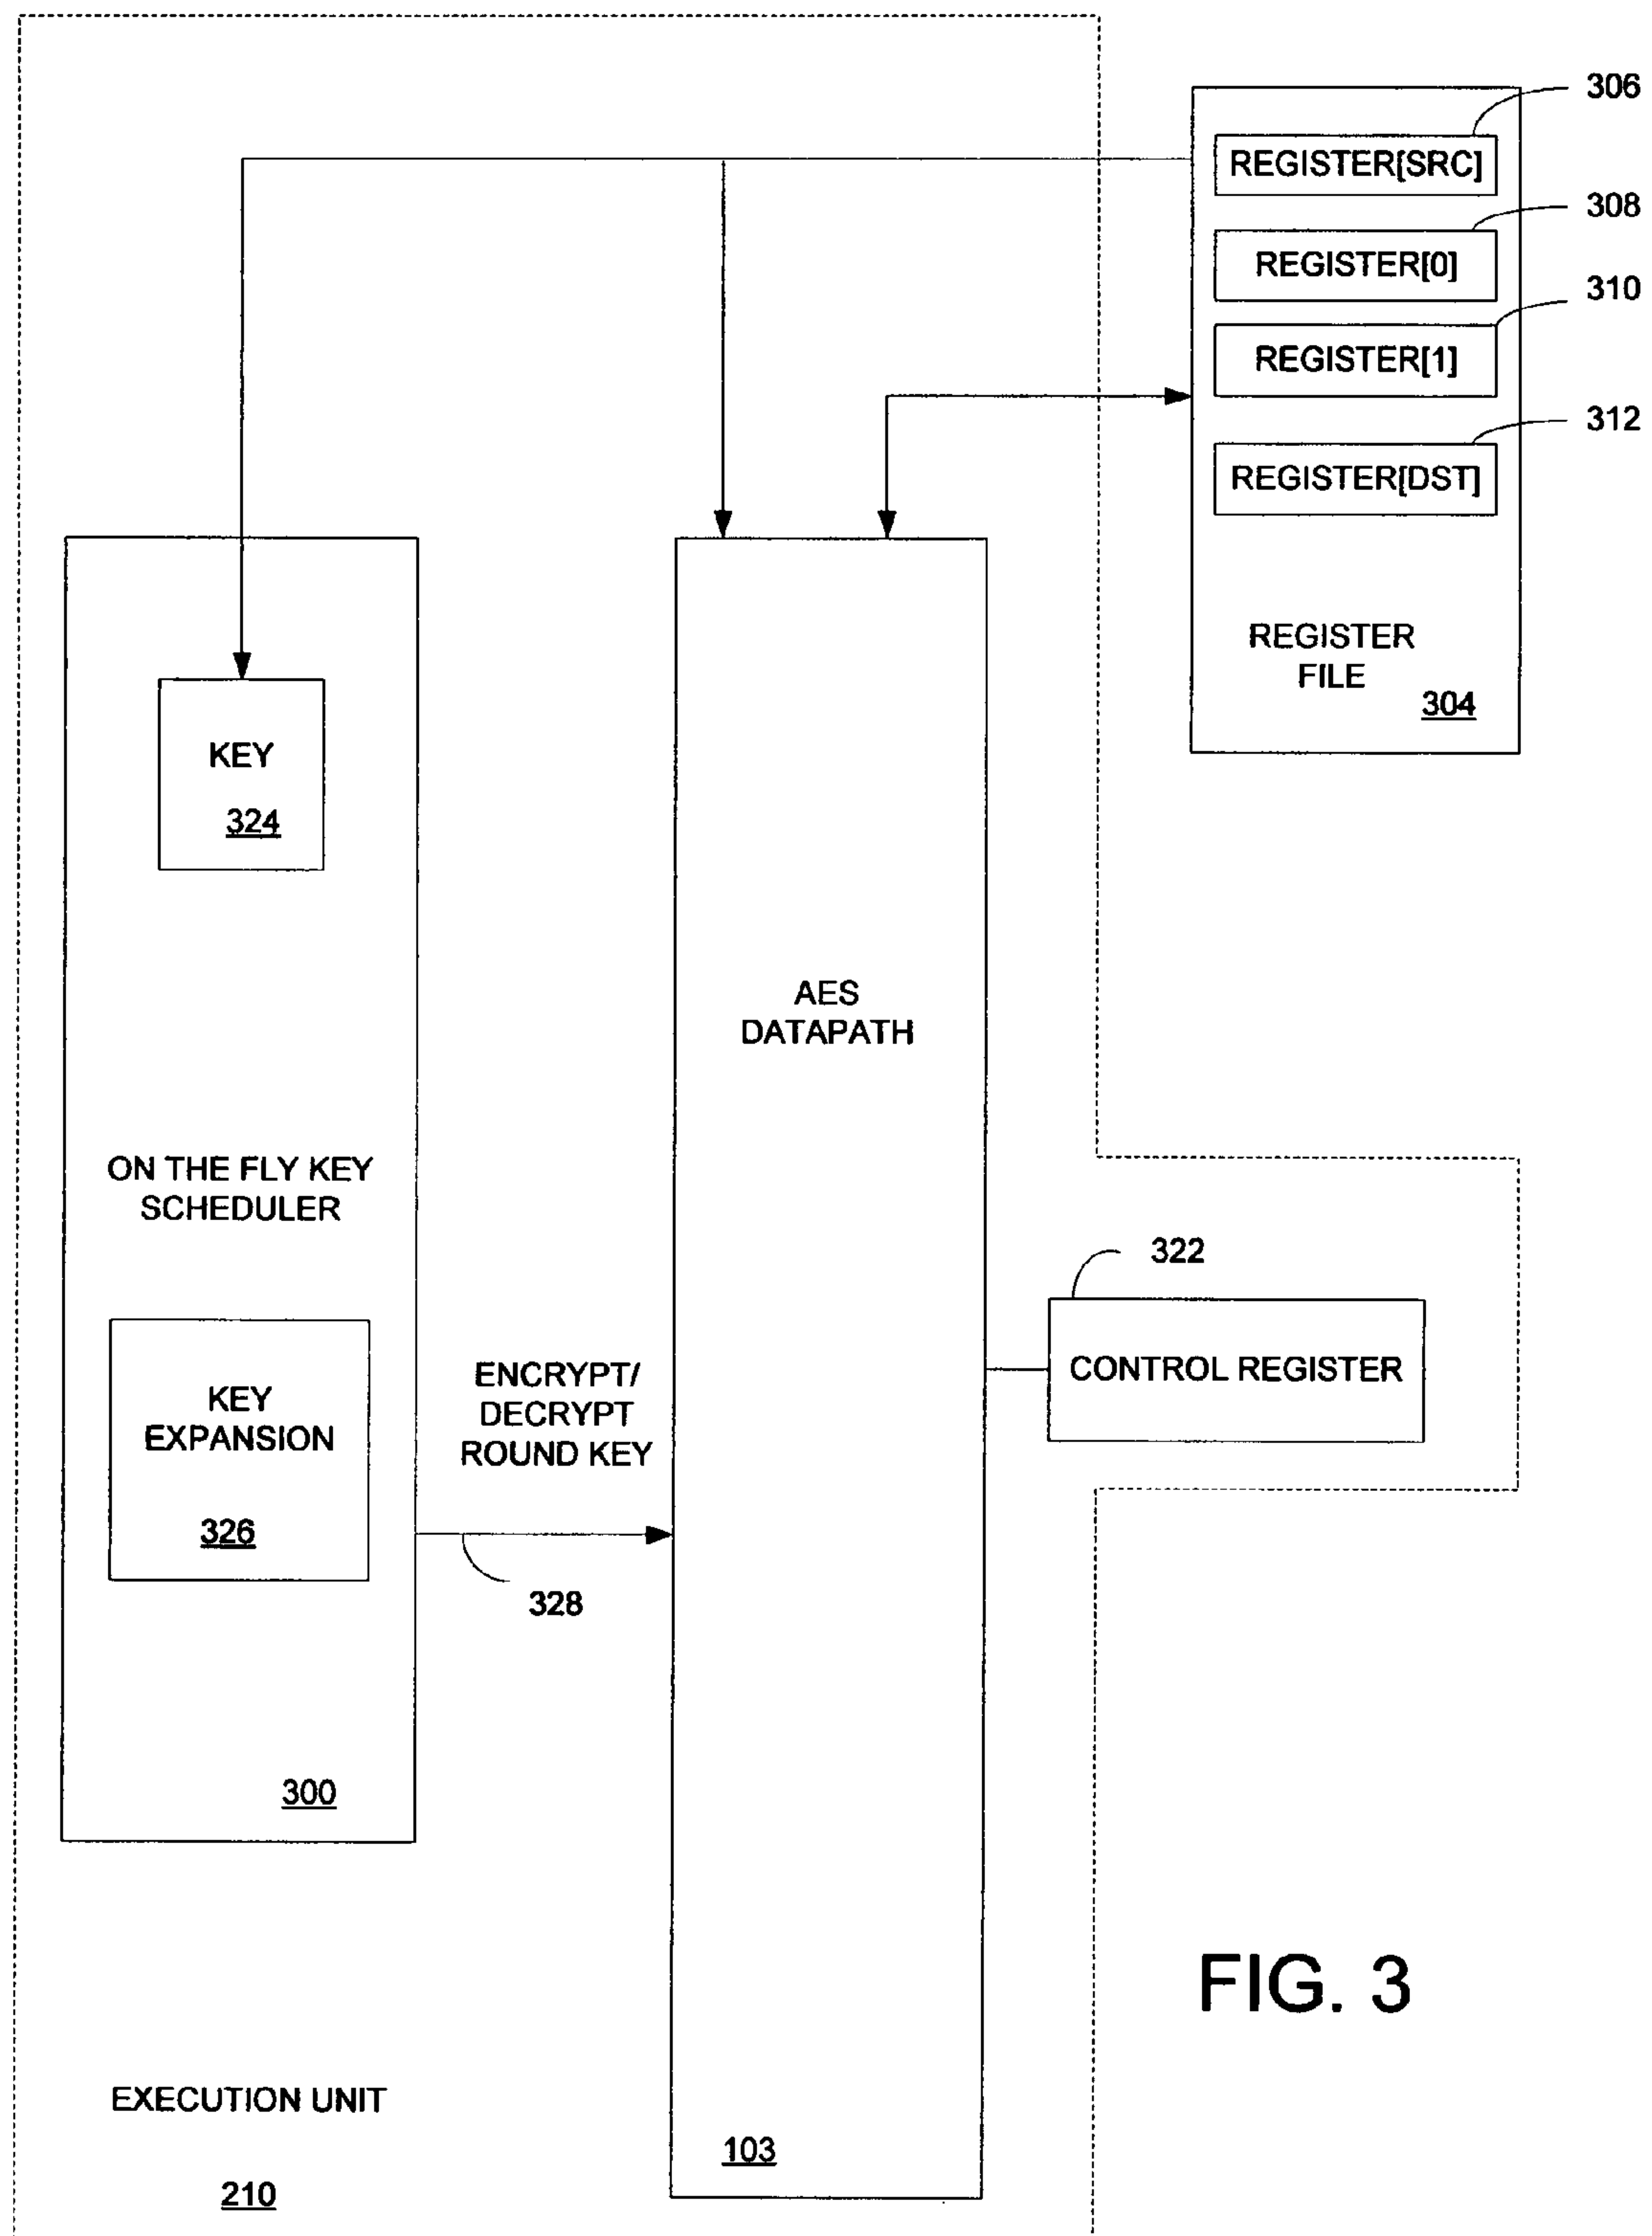 306
REGISTER[SRC]
308
REGISTER[0]
310
REGISTER[1]
312
REGISTER[DST]
REGISTER
FILE
304
KEY
324
AES
DATAPATH
ON THE FLY KEY
SCHEDULER
322
CONTROL REGISTER
KEY
EXPANSION
326
ENCRYPT/
DECRYPT
ROUND KEY
328
300
FIG. 3
EXECUTION UNIT
210
103